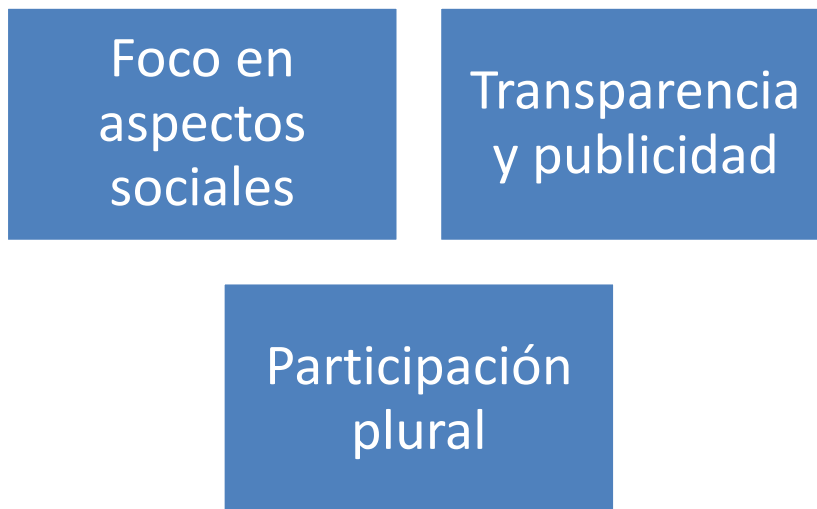 Foco en
aspectos
sociales
Transparencia
y publicidad
Participación
plural